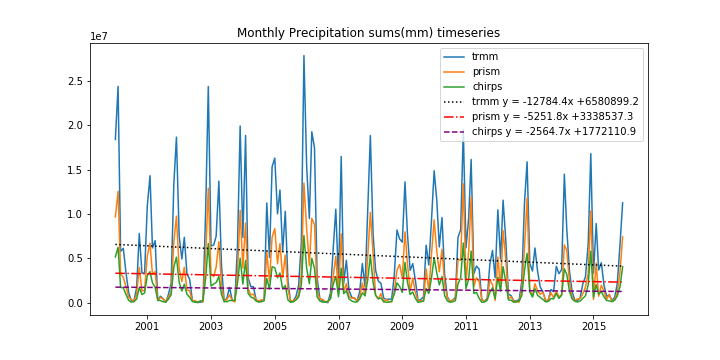 Monthly Precipitation sums(mm) timeseries
1e7
trmm
prism
chirps
trmm y = -12784.4x +6580899.2
prism y = -5251.8x +3338537.3
chirps y = -2564.7x +1772110.9
2.5
2.0
1.5
1.0
0.5
0.0
2001 2003 2005 2007 2009 2011 2013 2015